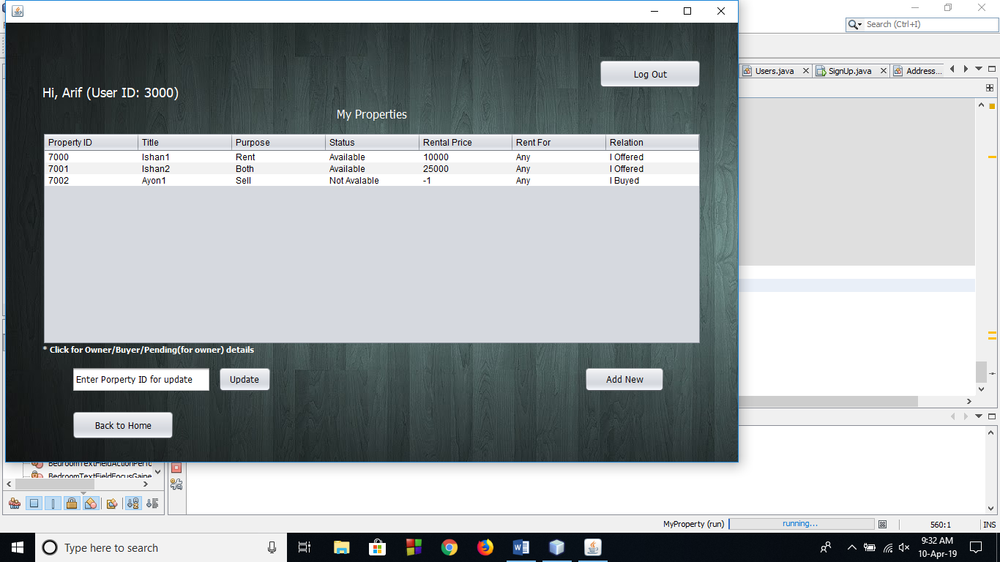 Search (Ctrl+I)
Log Out
Users.java
SignUp.java
Address...
Hi, Arif (User ID: 3000)
My Properties
Property ID Title Purpose Status Rental Price Rent For Relation
7000 Ishan1 Rent Available 10000 Any I Offered
7001 Ishan2 Both Available 25000 Any I Offered
7002 Ayon1 Sell Not Avalable -1 Any I Buyed
* Click for Owner/Buyer/Pending(for owner) details
Enter Porperty ID for update
Update
Add New
Back to Home
BedroomTextFieldActionPerfc
BedroomTextFieldFocusGaine
MyProperty (run)
running...
560:1
INS
Type here to search
9:32 AM
10-Apr-19